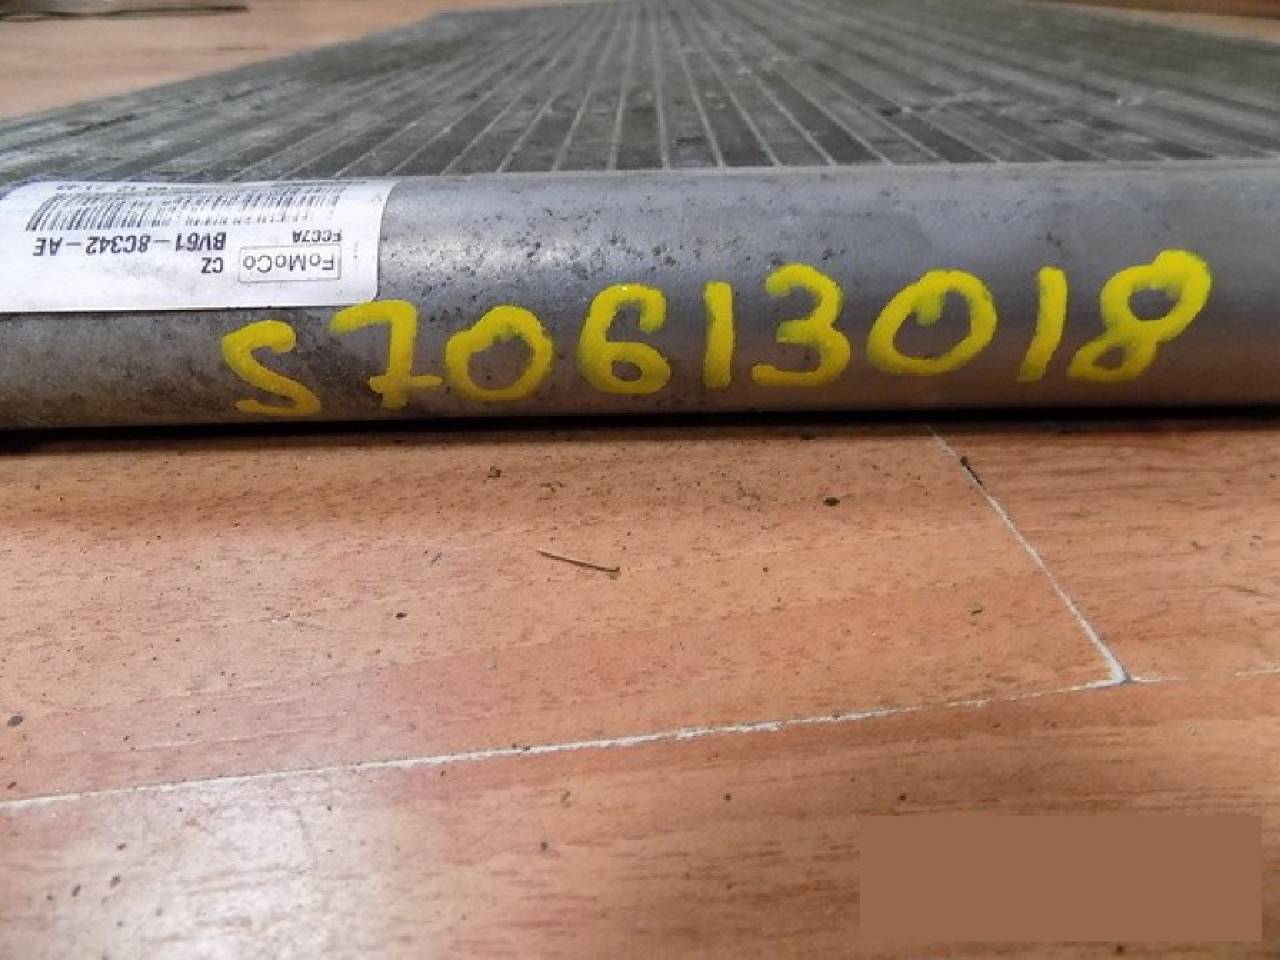 FoMoCo
FCC7A
CZ
BV61-8C342-AE
S70613018